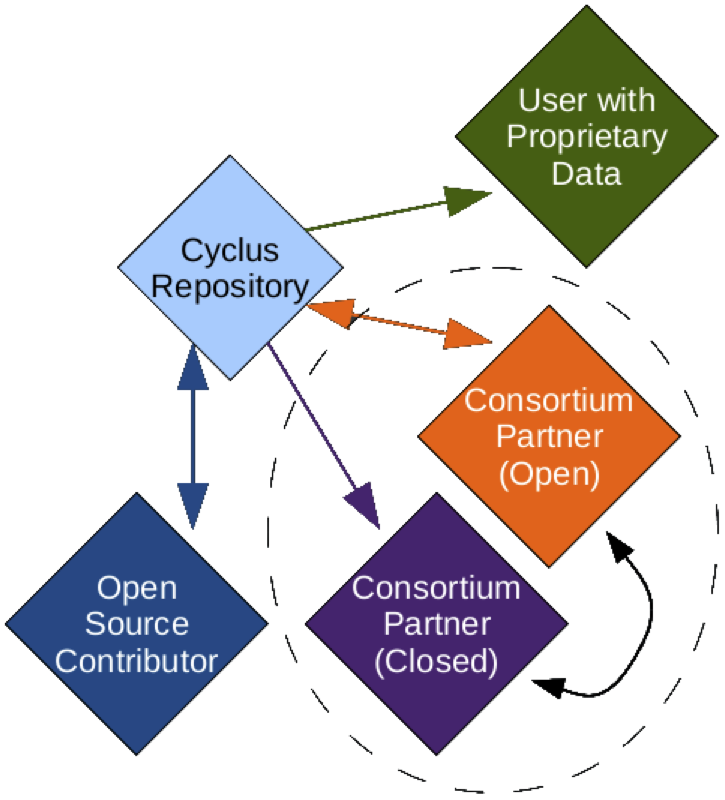 User with
Proprietary
Data
Cyclus
Repository
Consortium
Partner
(Open)
Open
Source
Contributor
Consortium
Partner
(Closed)